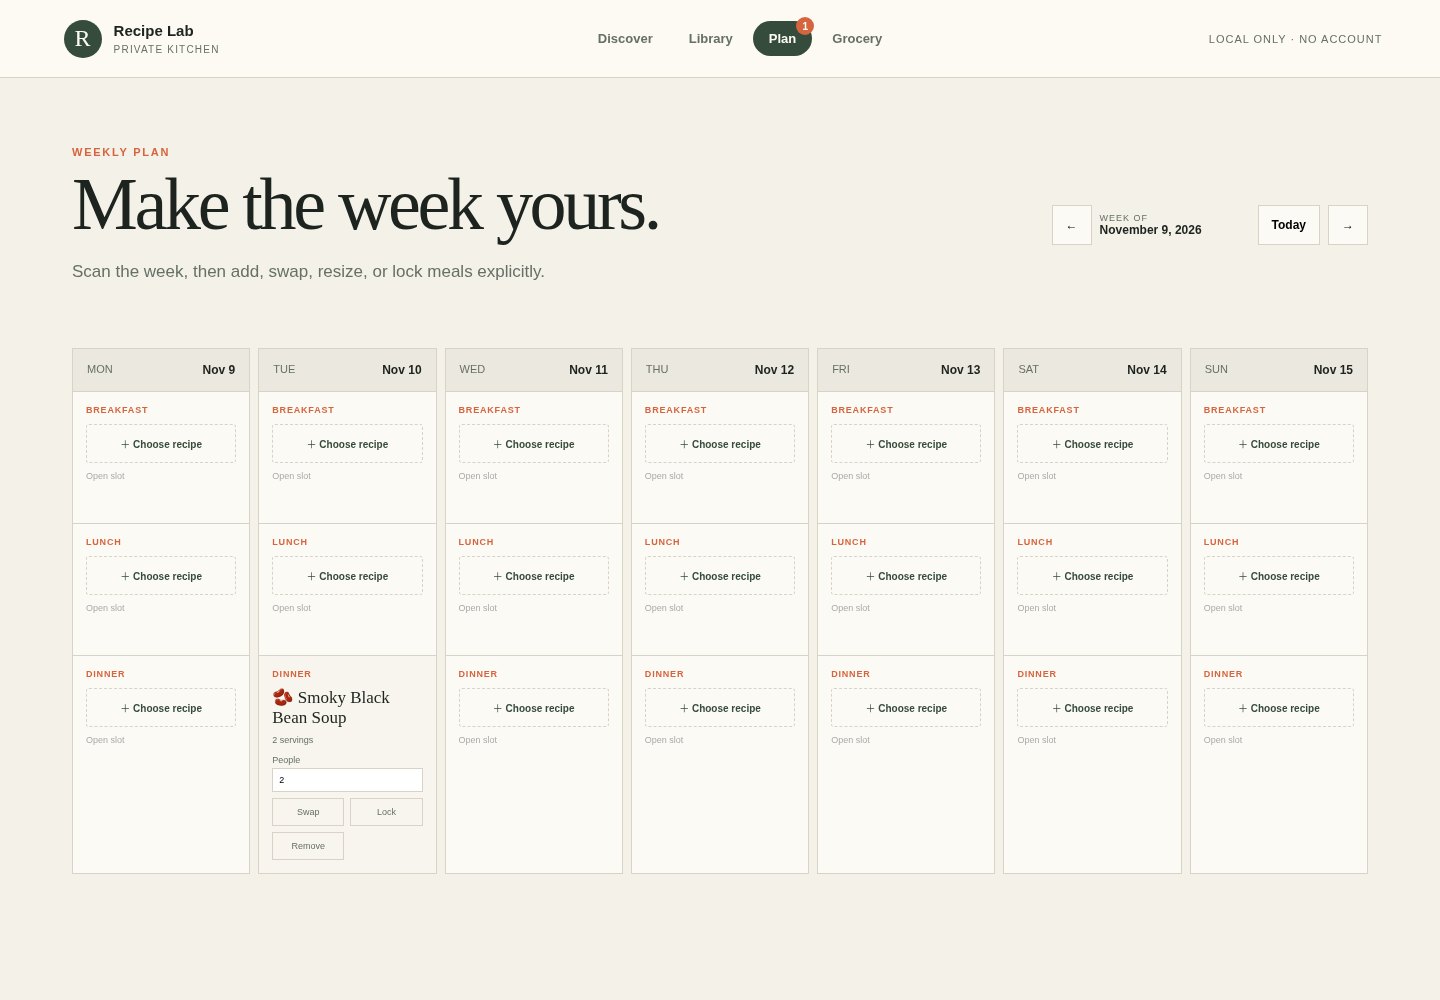 R
Recipe Lab
PRIVATE KITCHEN
Discover
Library
Plan
1
Grocery
LOCAL ONLY · NO ACCOUNT
WEEKLY PLAN
Make the week yours.
Scan the week, then add, swap, resize, or lock meals explicitly.
←
WEEK OF
November 9, 2026
Today
→
MON Nov 9
BREAKFAST
+ Choose recipe
Open slot
LUNCH
+ Choose recipe
Open slot
DINNER
+ Choose recipe
Open slot
TUE Nov 10
BREAKFAST
+ Choose recipe
Open slot
LUNCH
+ Choose recipe
Open slot
DINNER
Smoky Black
Bean Soup
2 servings
People
2
Swap
Lock
Remove
WED Nov 11
BREAKFAST
+ Choose recipe
Open slot
LUNCH
+ Choose recipe
Open slot
DINNER
+ Choose recipe
Open slot
THU Nov 12
BREAKFAST
+ Choose recipe
Open slot
LUNCH
+ Choose recipe
Open slot
DINNER
+ Choose recipe
Open slot
FRI Nov 13
BREAKFAST
+ Choose recipe
Open slot
LUNCH
+ Choose recipe
Open slot
DINNER
+ Choose recipe
Open slot
SAT Nov 14
BREAKFAST
+ Choose recipe
Open slot
LUNCH
+ Choose recipe
Open slot
DINNER
+ Choose recipe
Open slot
SUN Nov 15
BREAKFAST
+ Choose recipe
Open slot
LUNCH
+ Choose recipe
Open slot
DINNER
+ Choose recipe
Open slot